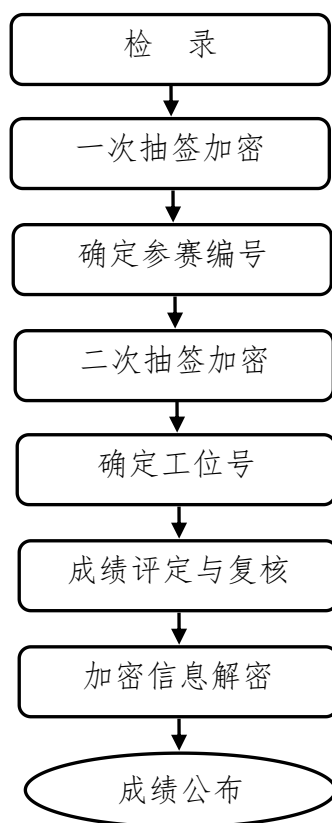 检 录
一次抽签加密
确定参赛编号
二次抽签加密
确定工位号
成绩评定与复核
加密信息解密
成绩公布